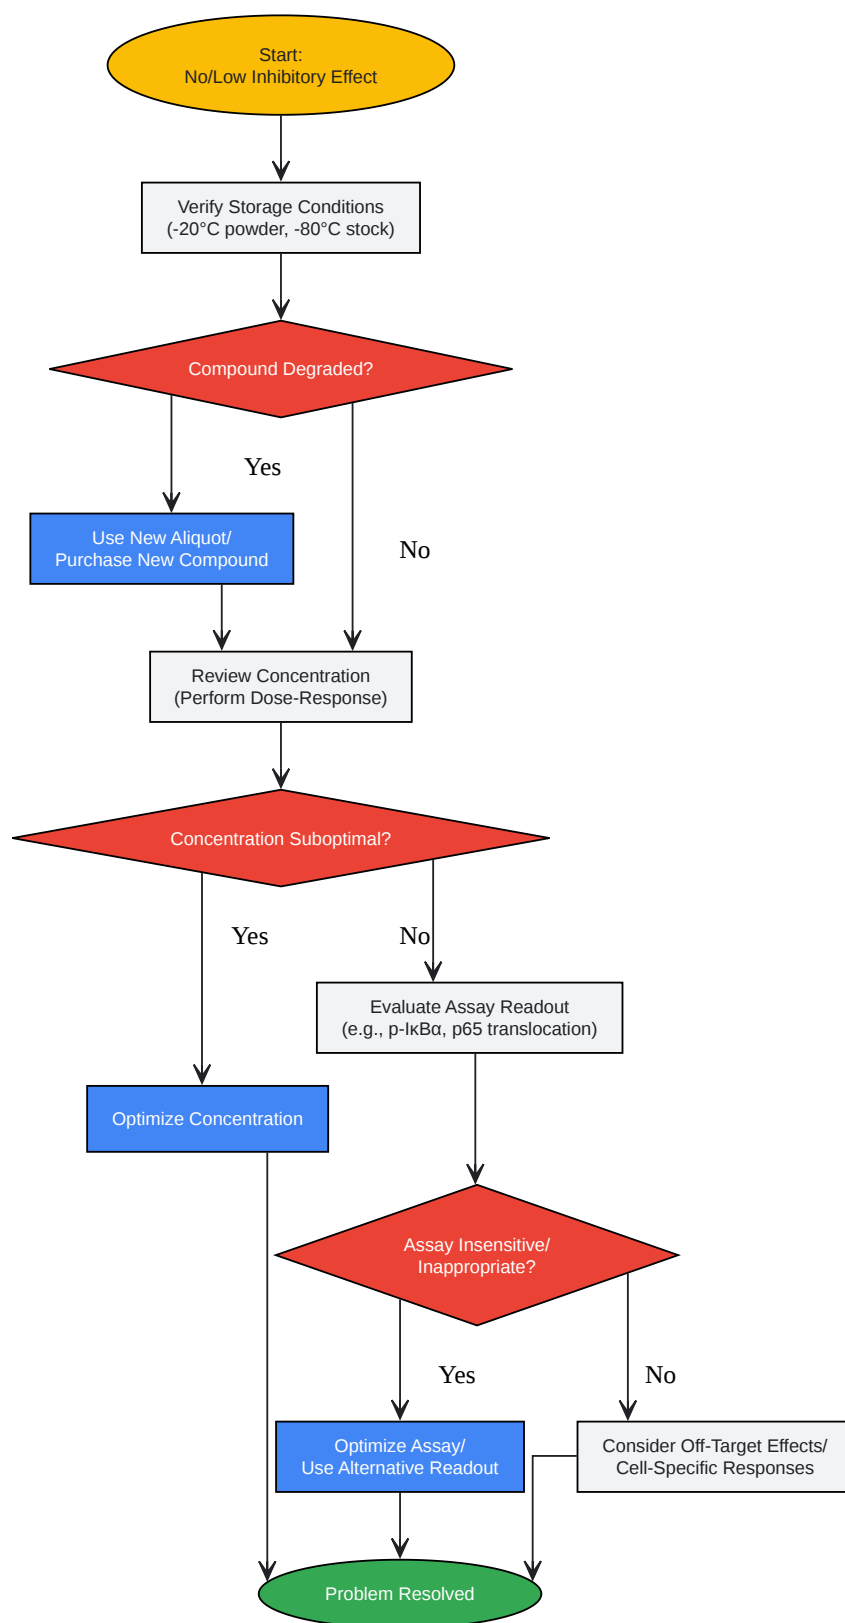 Start:
No/Low Inhibitory Effect
Verify Storage Conditions
(-20°C powder, -80°C stock)
Compound Degraded?
Yes
Use New Aliquot/
Purchase New Compound
No
Review Concentration
(Perform Dose-Response)
Concentration Suboptimal?
Yes
No
Evaluate Assay Readout
(e.g., p-IκBα, p65 translocation)
Optimize Concentration
Assay Insensitive/
Inappropriate?
Yes
No
Optimize Assay/
Use Alternative Readout
Consider Off-Target Effects/
Cell-Specific Responses
Problem Resolved